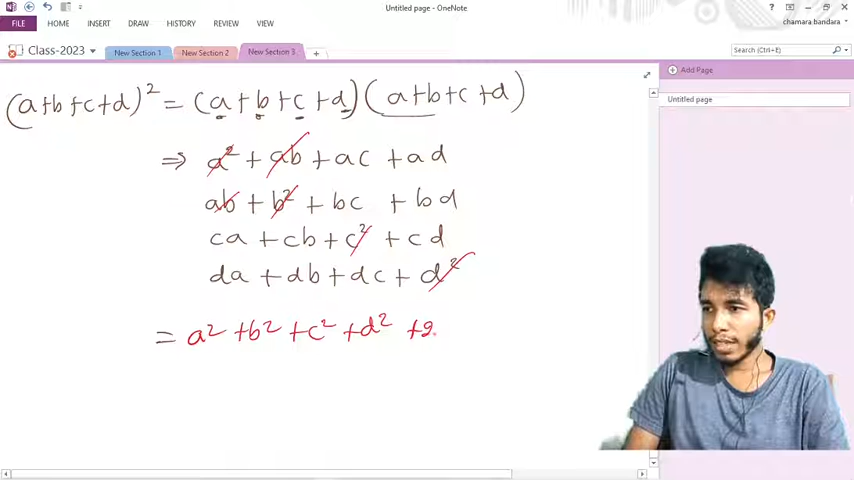 Untitled page - OneNote
FILE HOME INSERT DRAW HISTORY REVIEW VIEW
chamara bandara
Class-2023 New Section 1 New Section 2 New Section 3 +
Search (Ctrl+E)
Add Page
Untitled page
(a+b+c+d)² = (a+b+c+d)(a+b+c+d)
⇒ a² + ab + ac + ad
ab + b² + bc + bd
ca + cb + c² + cd
da + db + dc + d²
= a² + b² + c² + d² + 2